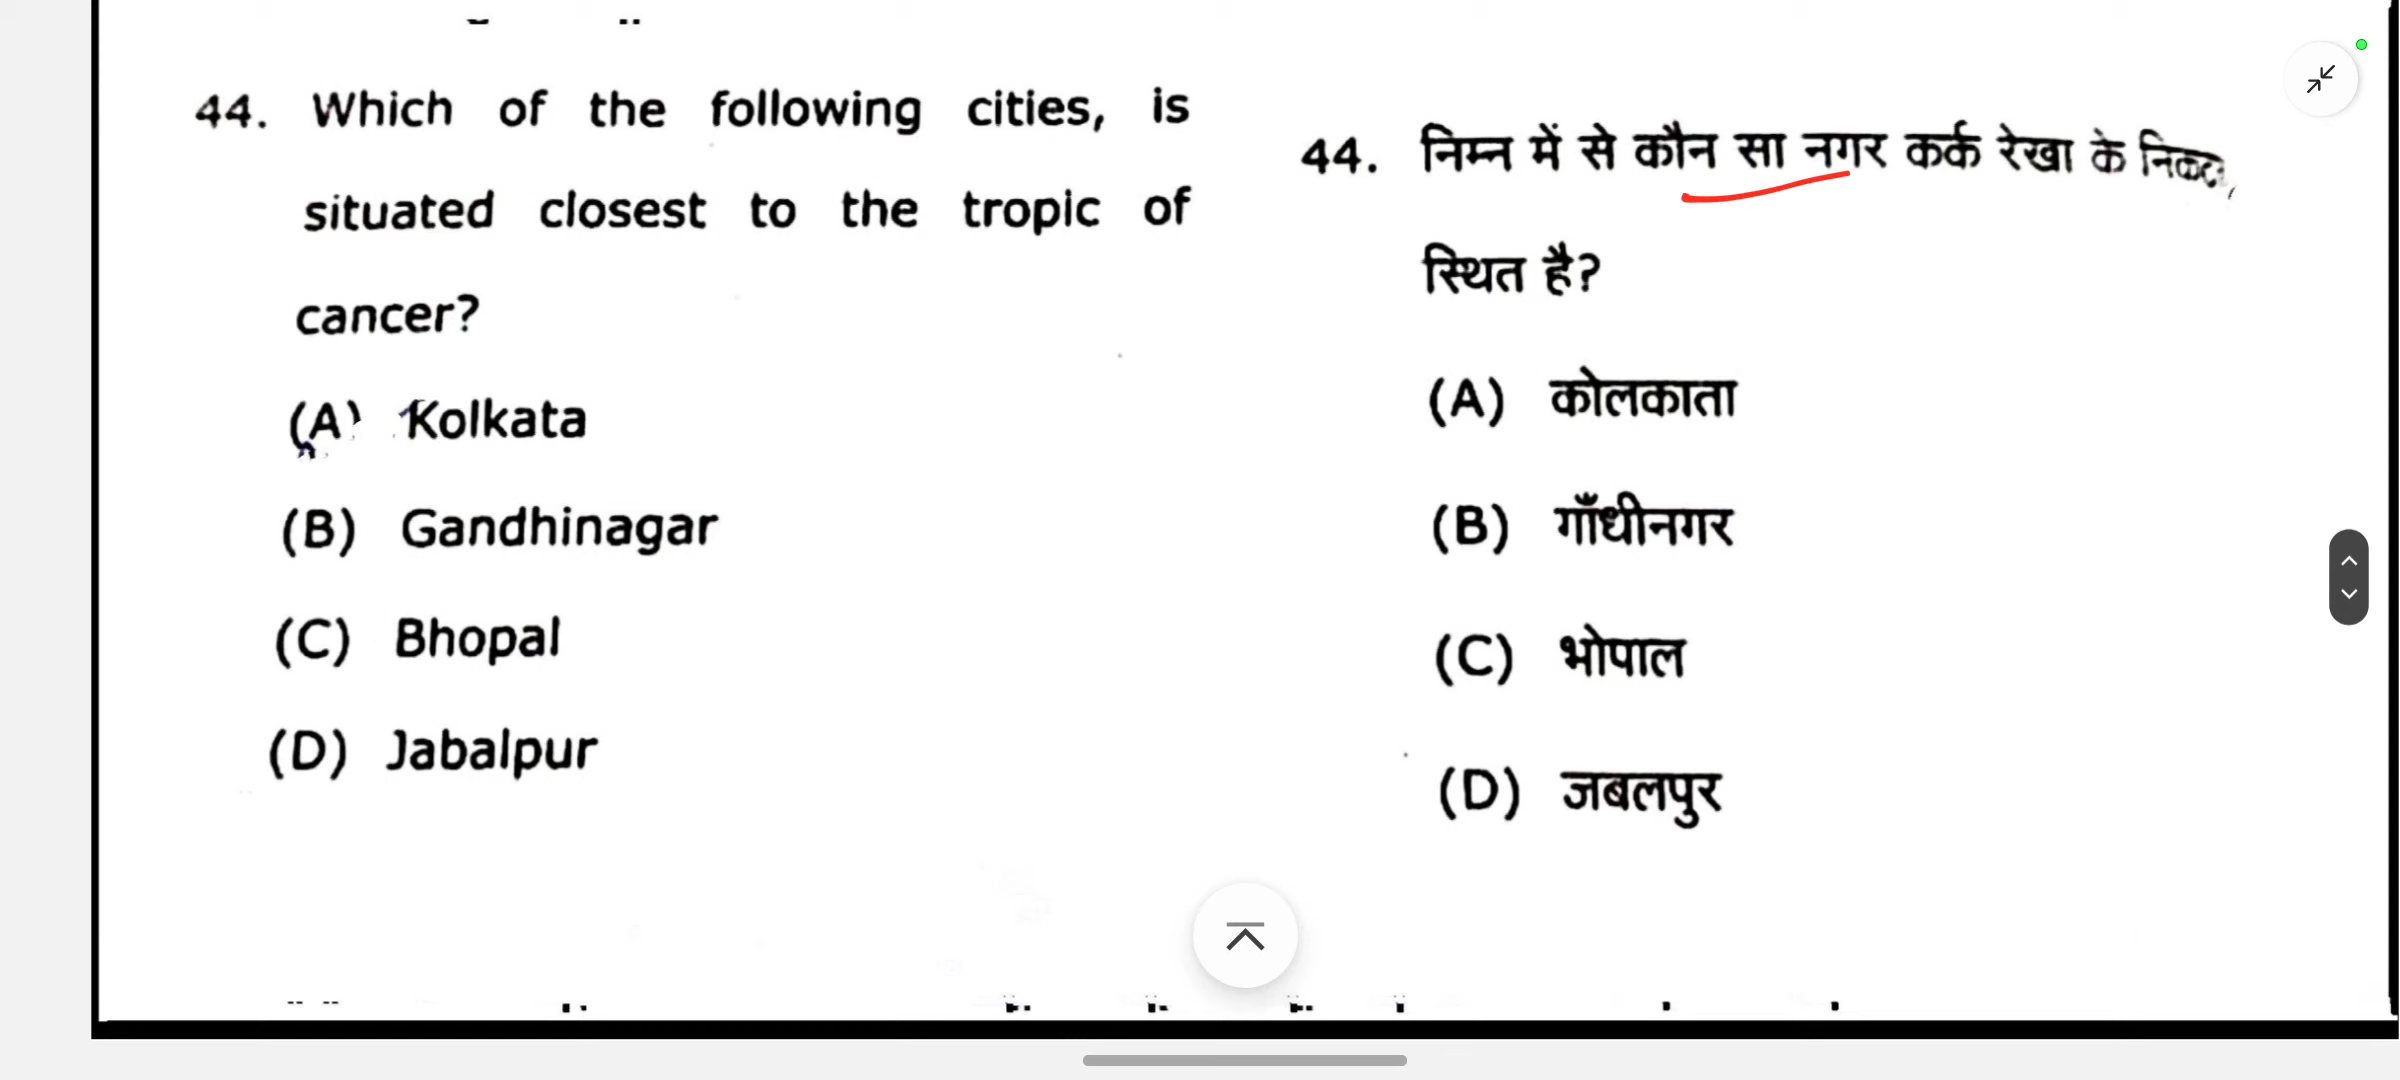 44. Which of the following cities, is
situated closest to the tropic of
cancer?
(A) Kolkata
(B) Gandhinagar
(C) Bhopal
(D) Jabalpur
44. निम्न में से कौन सा नगर कर्क रेखा के निकट
स्थित है?
(A) कोलकाता
(B) गाँधीनगर
(C) भोपाल
(D) जबलपुर